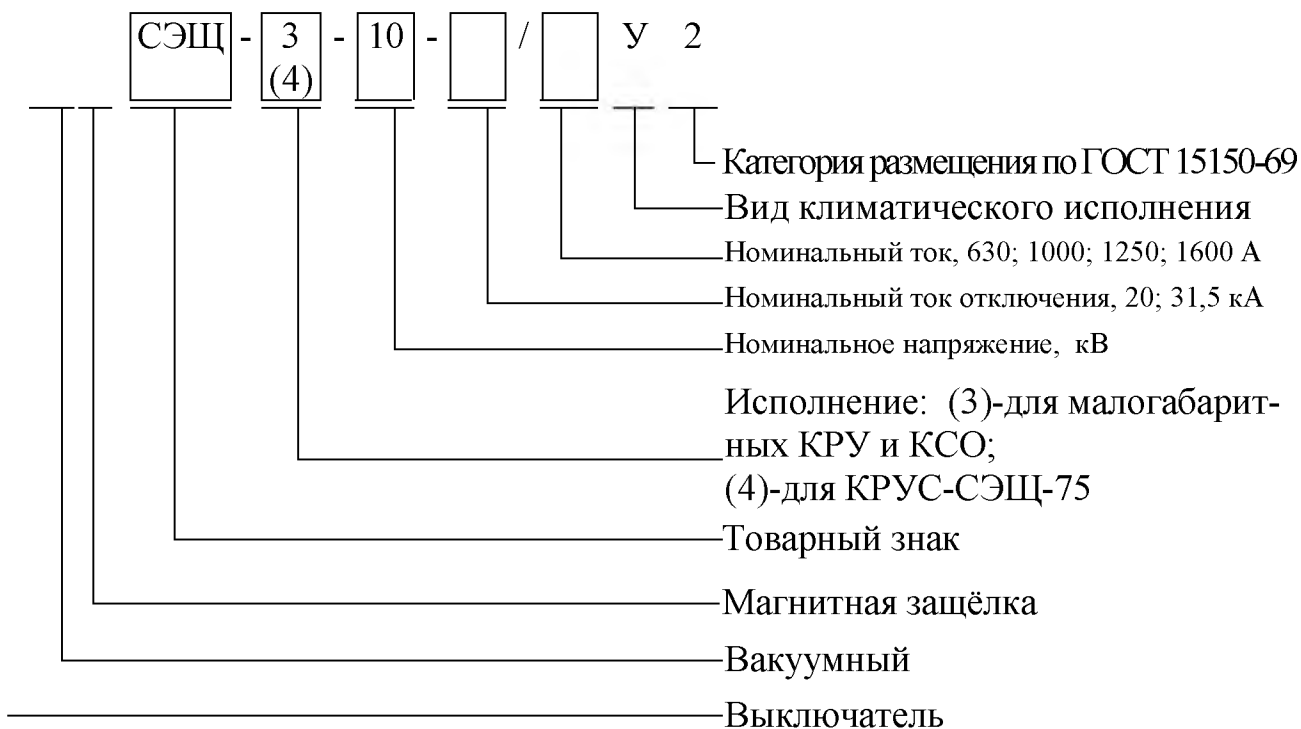 СЭЩ - 3 - 10 - / У 2
(4)
Категория размещения по ГОСТ 15150-69
Вид климатического исполнения
Номинальный ток, 630; 1000; 1250; 1600 А
Номинальный ток отключения, 20; 31,5 кА
Номинальное напряжение, кВ
Исполнение: (3)-для малогабарит-
ных КРУ и КСО;
(4)-для КРУС-СЭЩ-75
Товарный знак
Магнитная защёлка
Вакуумный
Выключатель